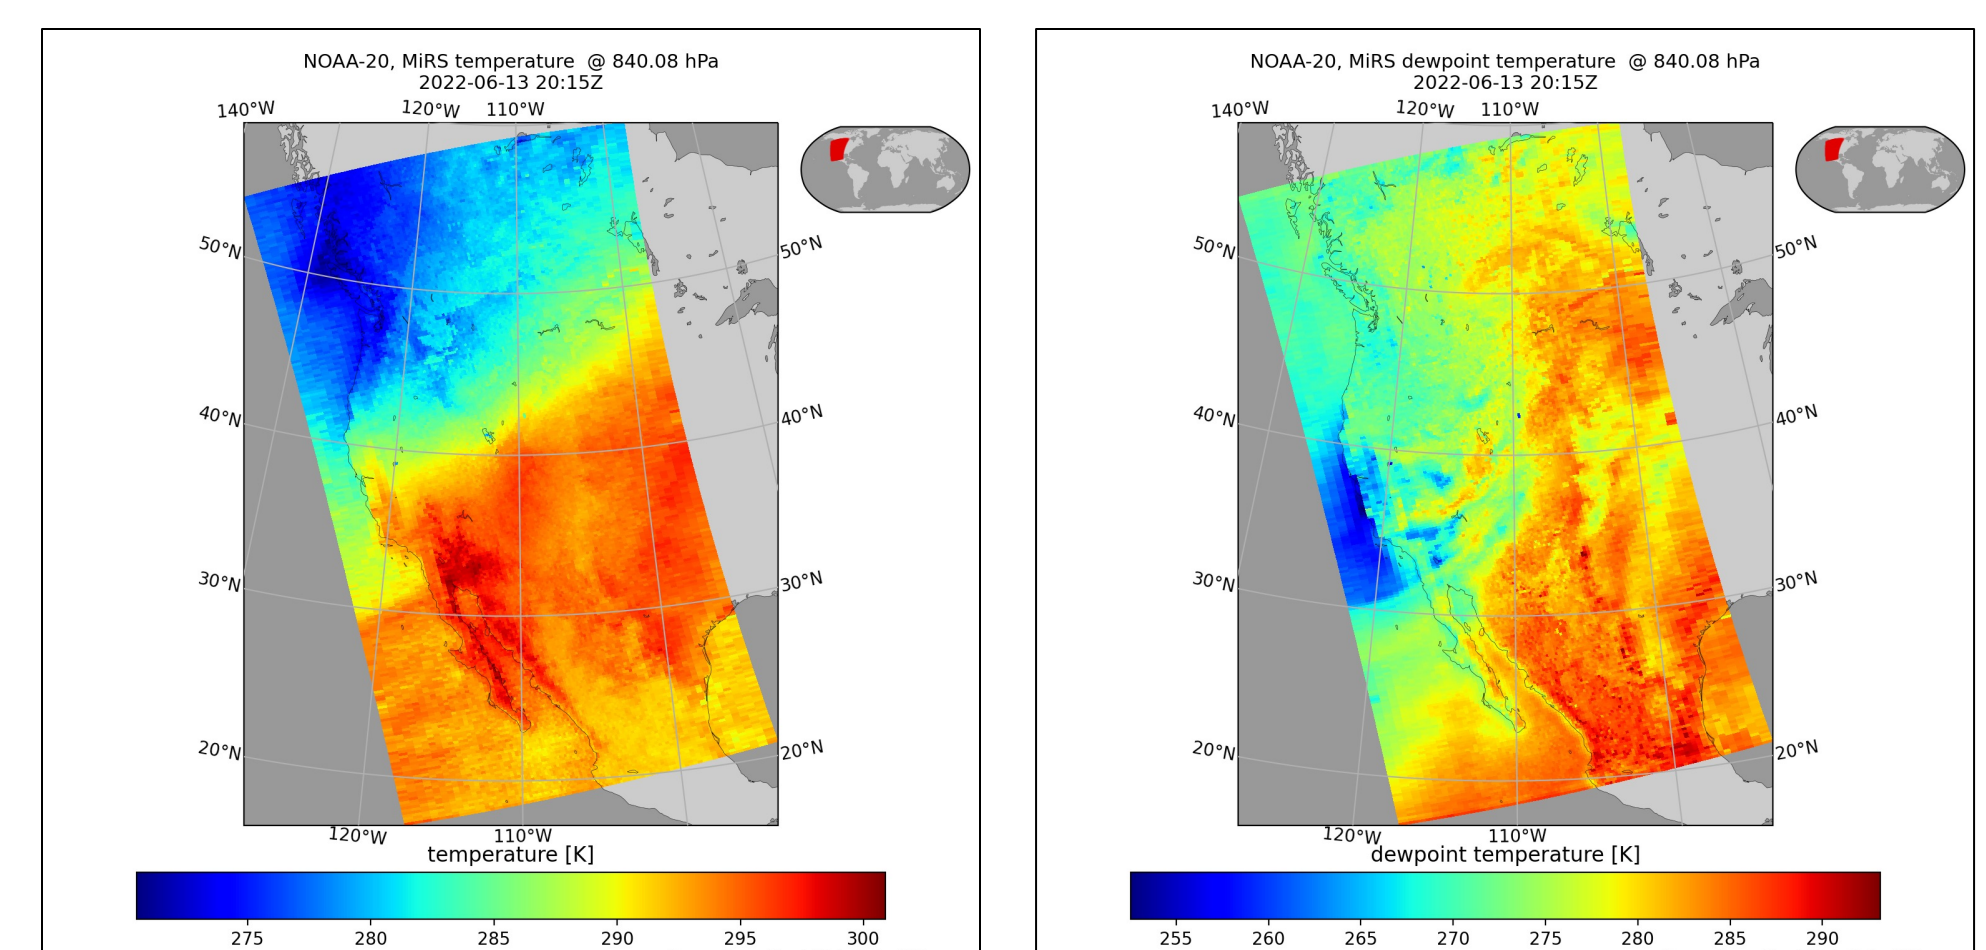 NOAA-20, MiRS temperature @ 840.08 hPa
2022-06-13 20:15Z
140°W 120°W 110°W
50°N 50°N
40°N 40°N
30°N 30°N
20°N 20°N
120°W 110°W
temperature [K]
275 280 285 290 295 300
NOAA-20, MiRS dewpoint temperature @ 840.08 hPa
2022-06-13 20:15Z
140°W 120°W 110°W
50°N 50°N
40°N 40°N
30°N 30°N
20°N 20°N
120°W 110°W
dewpoint temperature [K]
255 260 265 270 275 280 285 290